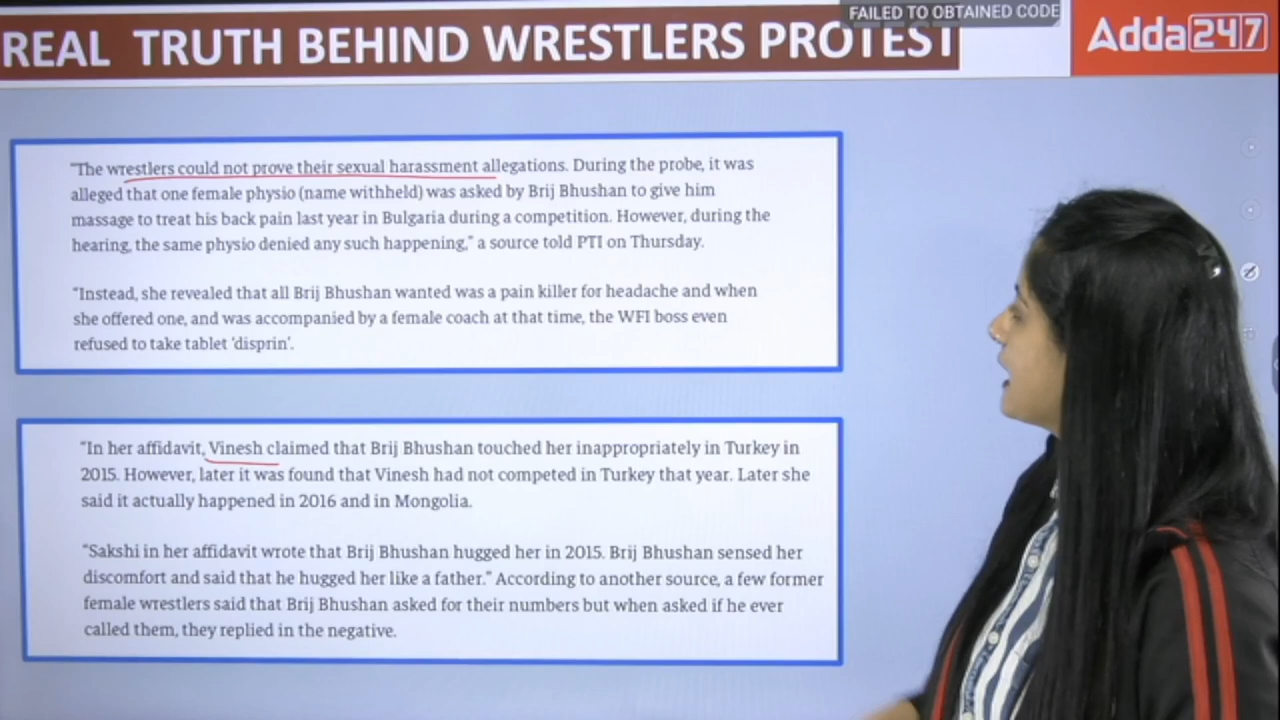 FAILED TO OBTAINED CODE
REAL TRUTH BEHIND WRESTLERS PROTEST
Adda247
"The wrestlers could not prove their sexual harassment allegations. During the probe, it was
alleged that one female physio (name withheld) was asked by Brij Bhushan to give him
massage to treat his back pain last year in Bulgaria during a competition. However, during the
hearing, the same physio denied any such happening," a source told PTI on Thursday.
"Instead, she revealed that all Brij Bhushan wanted was a pain killer for headache and when
she offered one, and was accompanied by a female coach at that time, the WFI boss even
refused to take tablet 'disprin'.
"In her affidavit, Vinesh claimed that Brij Bhushan touched her inappropriately in Turkey in
2015. However, later it was found that Vinesh had not competed in Turkey that year. Later she
said it actually happened in 2016 and in Mongolia.
"Sakshi in her affidavit wrote that Brij Bhushan hugged her in 2015. Brij Bhushan sensed her
discomfort and said that he hugged her like a father." According to another source, a few former
female wrestlers said that Brij Bhushan asked for their numbers but when asked if he ever
called them, they replied in the negative.